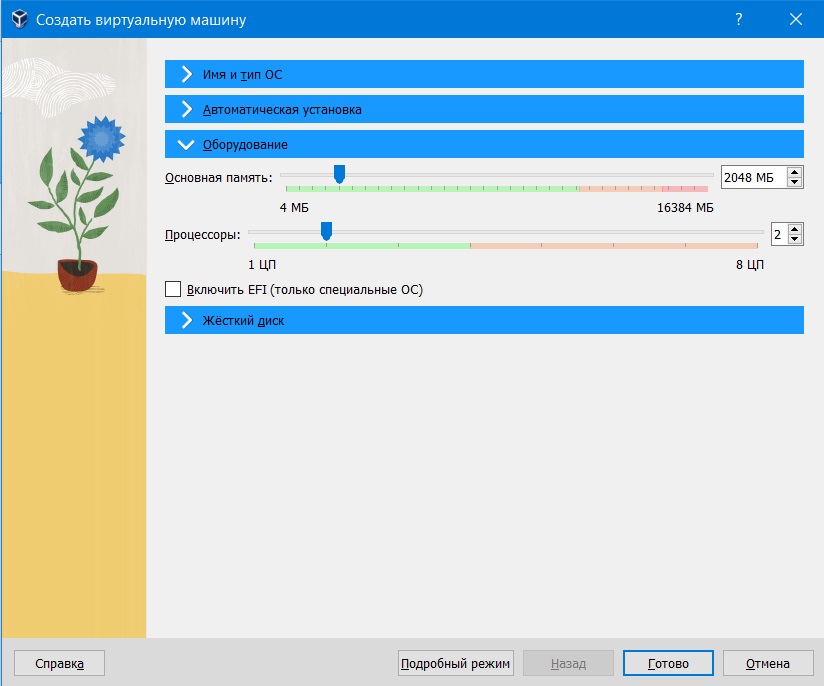 Создать виртуальную машину
?
Имя и тип ОС
Автоматическая установка
Оборудование
Основная память:
2048 МБ
4 МБ
16384 МБ
Процессоры:
2
1 ЦП
8 ЦП
Включить EFI (только специальные ОС)
Жёсткий диск
Справка
Подробный режим
Назад
Готово
Отмена